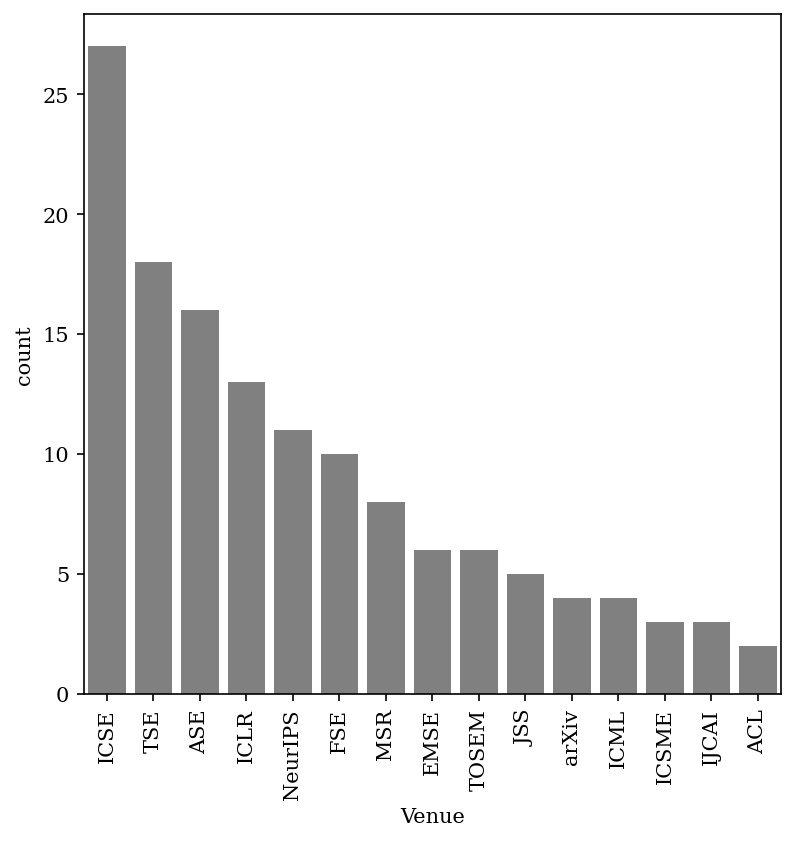 25
20
15
10
5
0
count
ICSE
TSE
ASE
ICLR
NeurIPS
FSE
MSR
EMSE
TOSEM
JSS
arXiv
ICML
ICSME
IJCAI
ACL
Venue